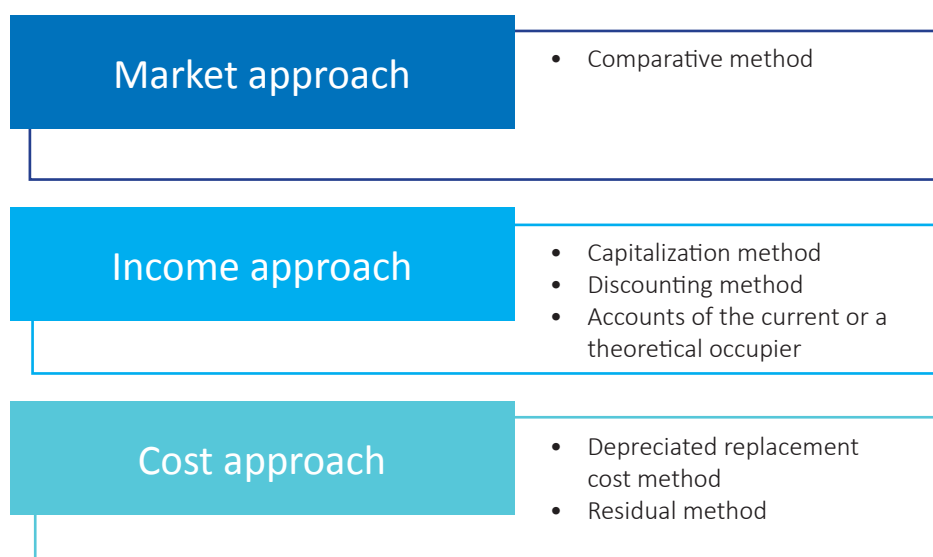 Market approach
• Comparative method
Income approach
• Capitalization method
• Discounting method
• Accounts of the current or a
theoretical occupier
Cost approach
• Depreciated replacement
cost method
• Residual method